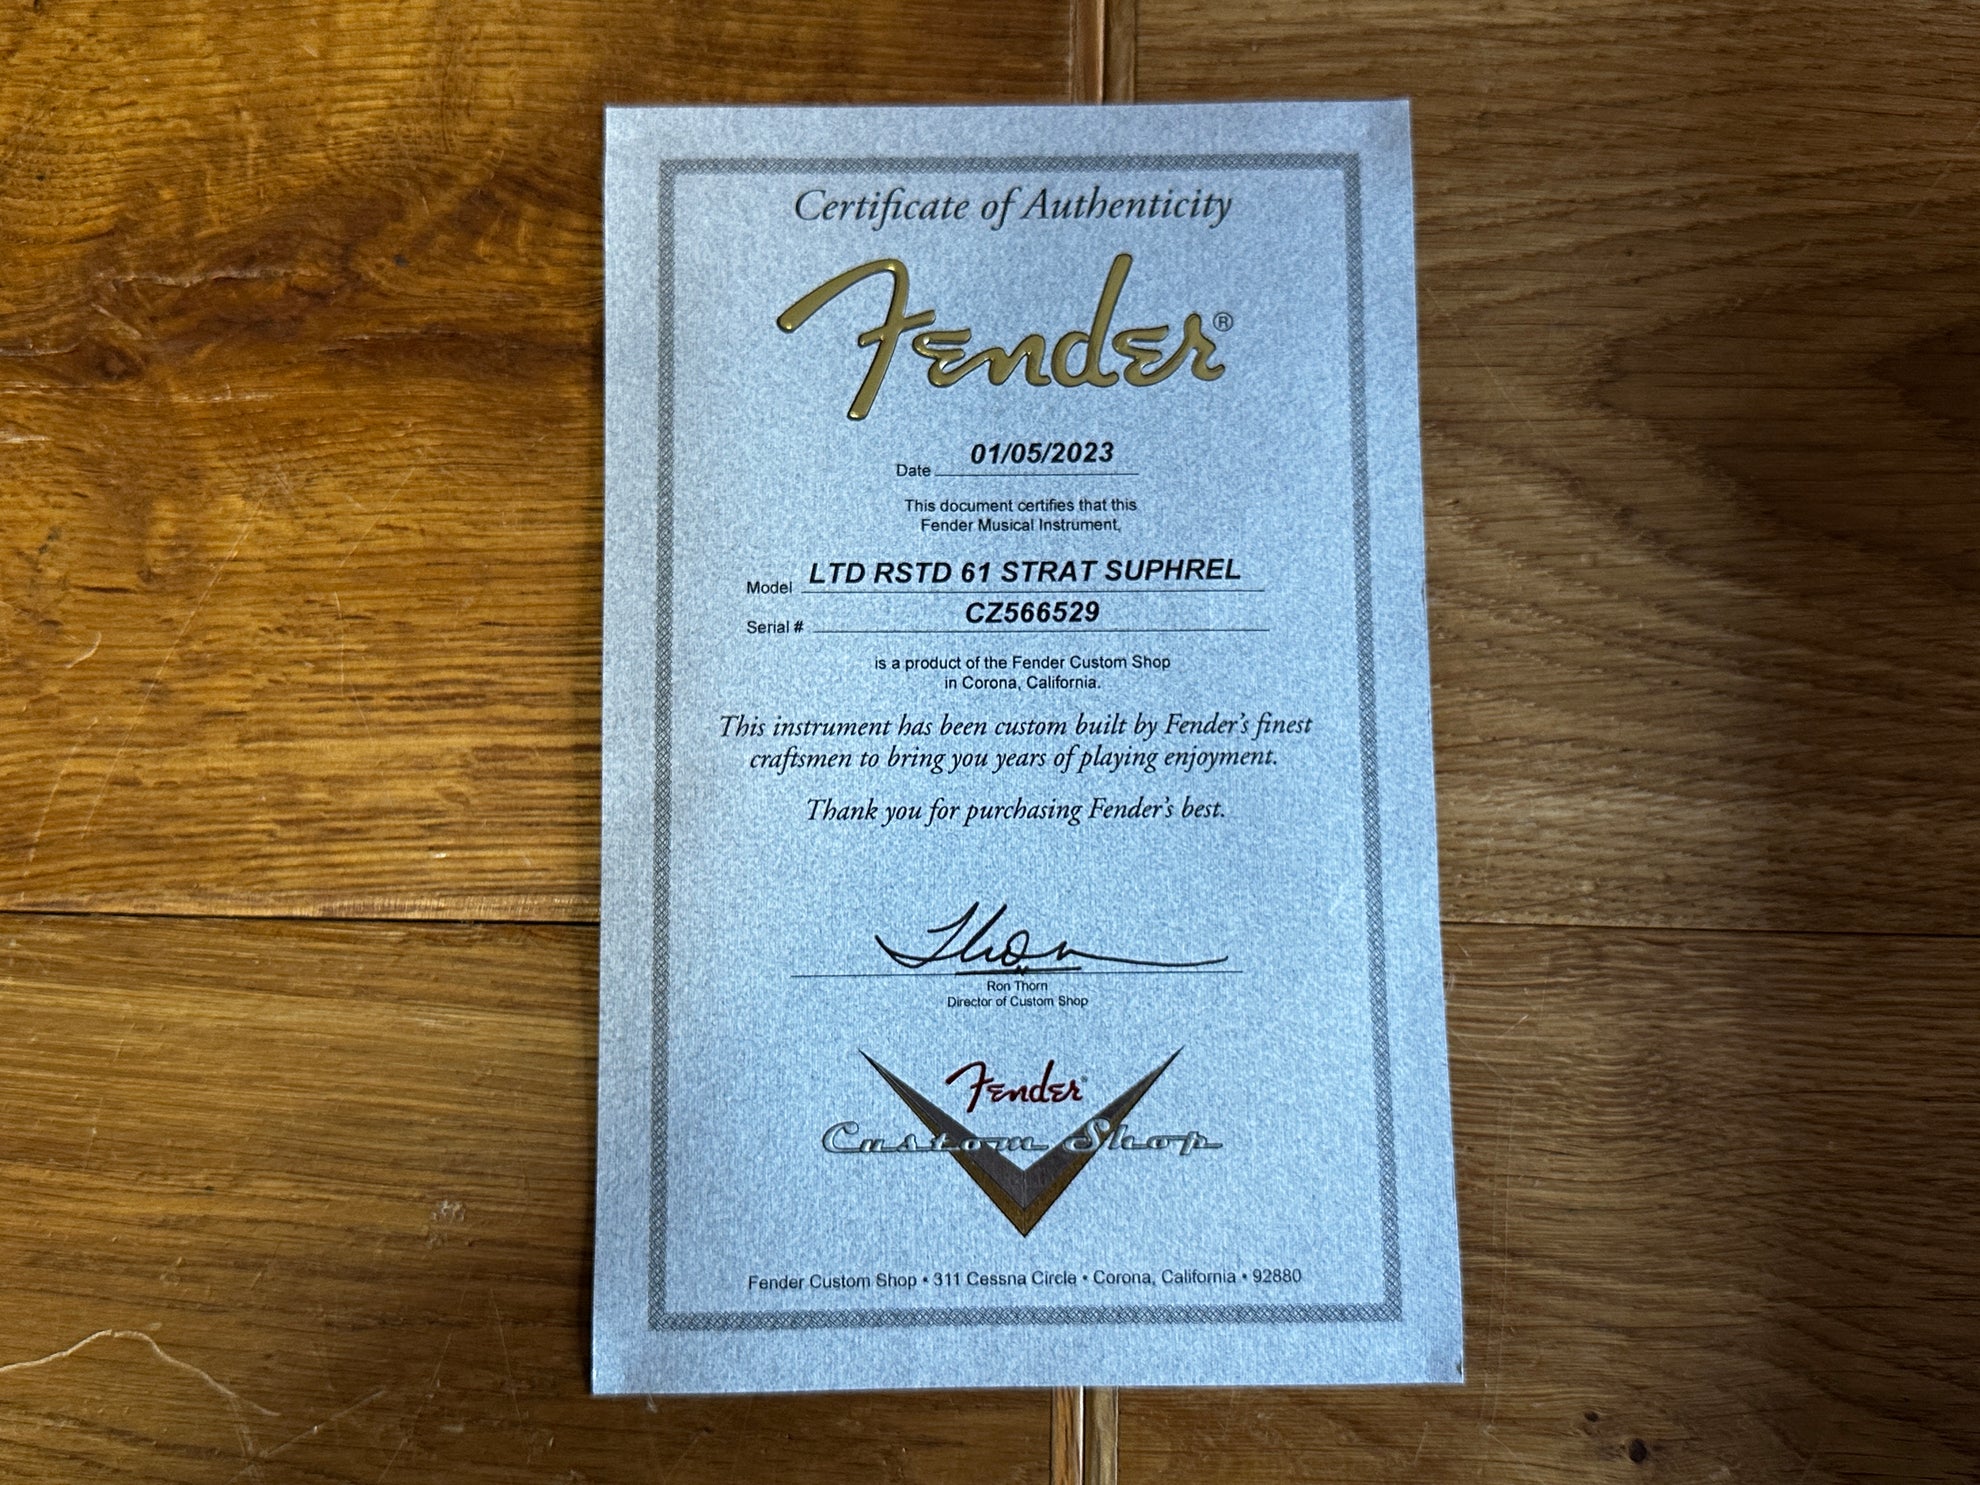 Certificate of Authenticity
Fender®
Date 01/05/2023
This document certifies that this
Fender Musical Instrument,
Model LTD RSTD 61 STRAT SUPHREL
Serial # CZ566529
is a product of the Fender Custom Shop
in Corona, California.
This instrument has been custom built by Fender's finest
craftsmen to bring you years of playing enjoyment.
Thank you for purchasing Fender's best.
Thorn
Ron Thorn
Director of Custom Shop
Fender
Custom Shop
Fender Custom Shop • 311 Cessna Circle • Corona, California • 92880